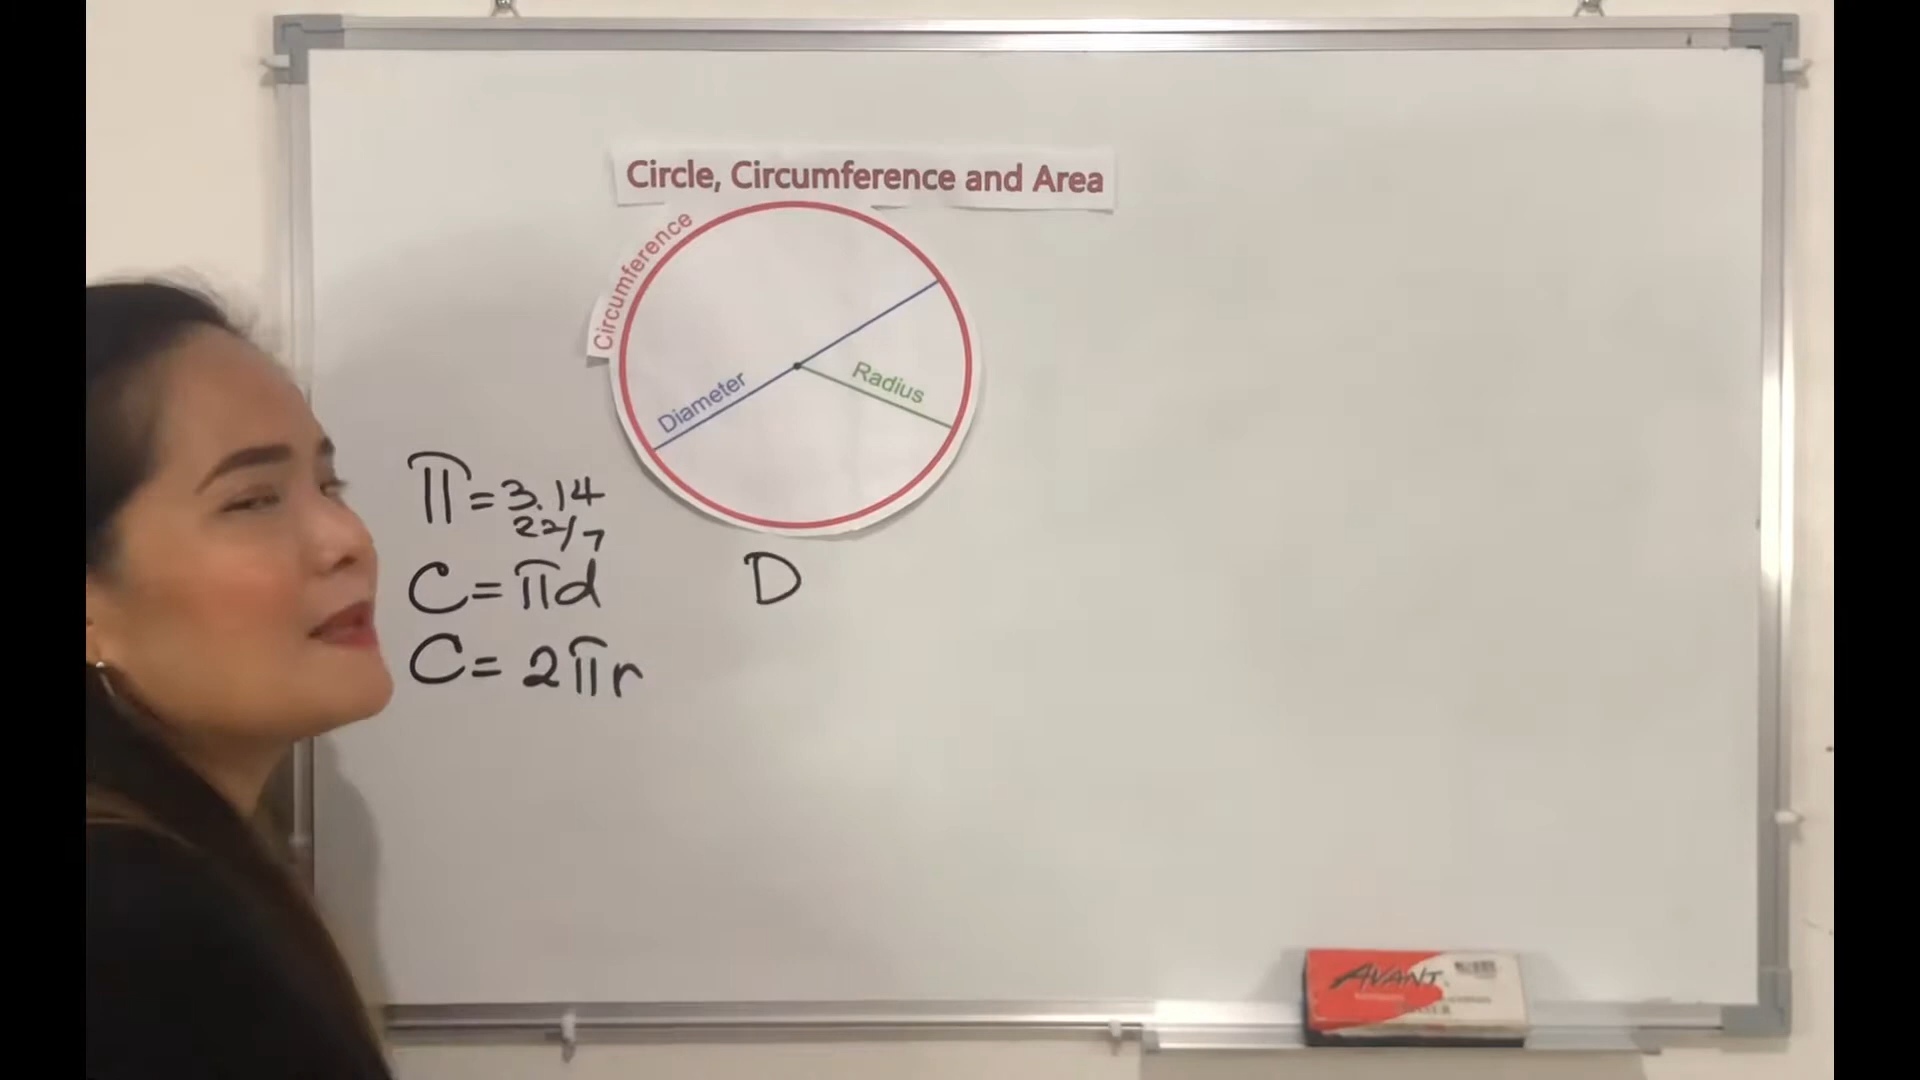 Circle, Circumference and Area
Circumference
Diameter
Radius
π = 3.14
22/7
C = πd
D
C = 2πr
AVANT